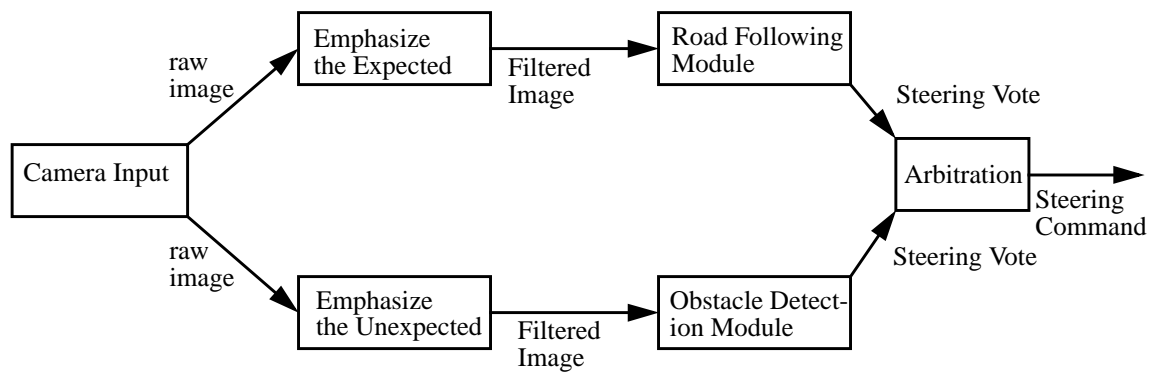 Emphasize
the Expected
Road Following
Module
raw
image
Filtered
Image
Steering Vote
Camera Input
Arbitration
Steering
Command
raw
image
Steering Vote
Emphasize
the Unexpected
Obstacle Detect-
ion Module
Filtered
Image